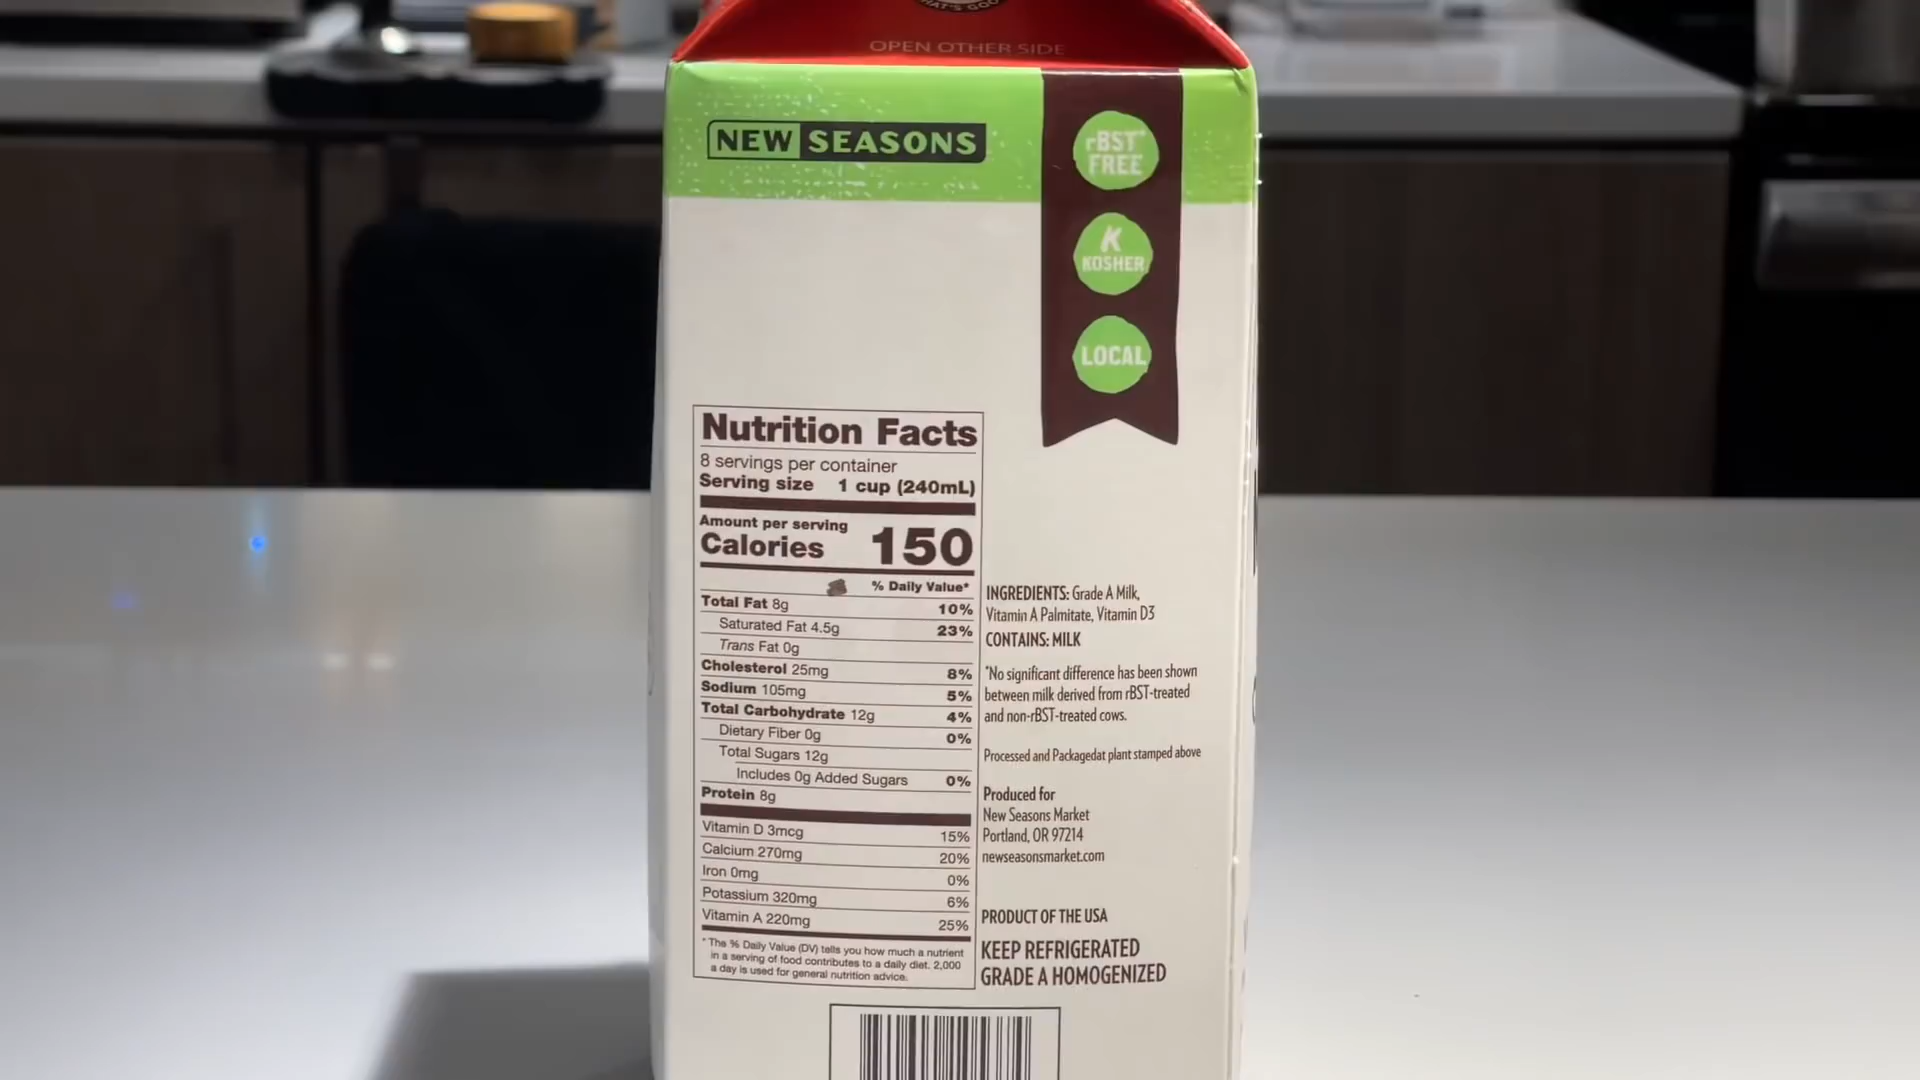 WHAT'S GOO
OPEN OTHER SIDE
NEW SEASONS
rBST*
FREE
K
KOSHER
LOCAL
Nutrition Facts
8 servings per container
Serving size 1 cup (240mL)
Amount per serving
Calories 150
% Daily Value*
Total Fat 8g 10%
Saturated Fat 4.5g 23%
Trans Fat 0g
Cholesterol 25mg 8%
Sodium 105mg 5%
Total Carbohydrate 12g 4%
Dietary Fiber 0g 0%
Total Sugars 12g
Includes 0g Added Sugars 0%
Protein 8g
Vitamin D 3mcg 15%
Calcium 270mg 20%
Iron 0mg 0%
Potassium 320mg 6%
Vitamin A 220mg 25%
* The % Daily Value (DV) tells you how much a nutrient
in a serving of food contributes to a daily diet. 2,000
a day is used for general nutrition advice.
INGREDIENTS: Grade A Milk,
Vitamin A Palmitate, Vitamin D3
CONTAINS: MILK
*No significant difference has been shown
between milk derived from rBST-treated
and non-rBST-treated cows.
Processed and Packagedat plant stamped above
Produced for
New Seasons Market
Portland, OR 97214
newseasonsmarket.com
PRODUCT OF THE USA
KEEP REFRIGERATED
GRADE A HOMOGENIZED